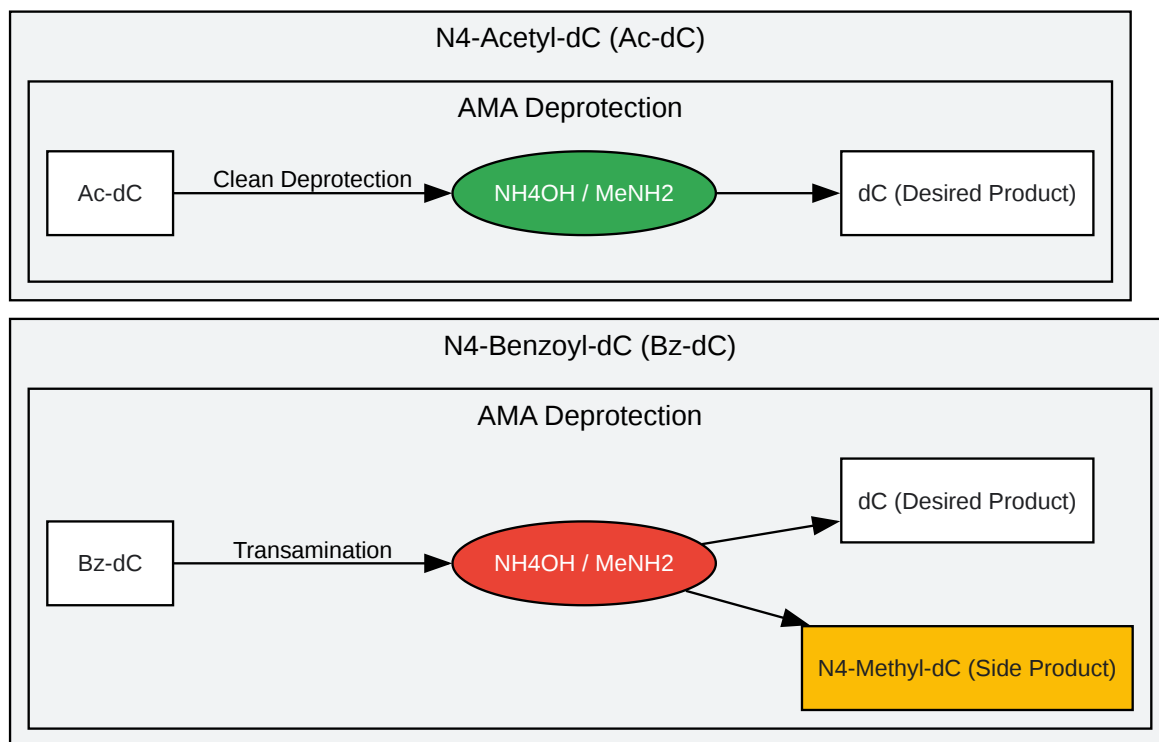 N4-Acetyl-dC (Ac-dC)
AMA Deprotection
Ac-dC
Clean Deprotection
NH4OH / MeNH2
dC (Desired Product)
N4-Benzoyl-dC (Bz-dC)
AMA Deprotection
Bz-dC
Transamination
NH4OH / MeNH2
dC (Desired Product)
N4-Methyl-dC (Side Product)